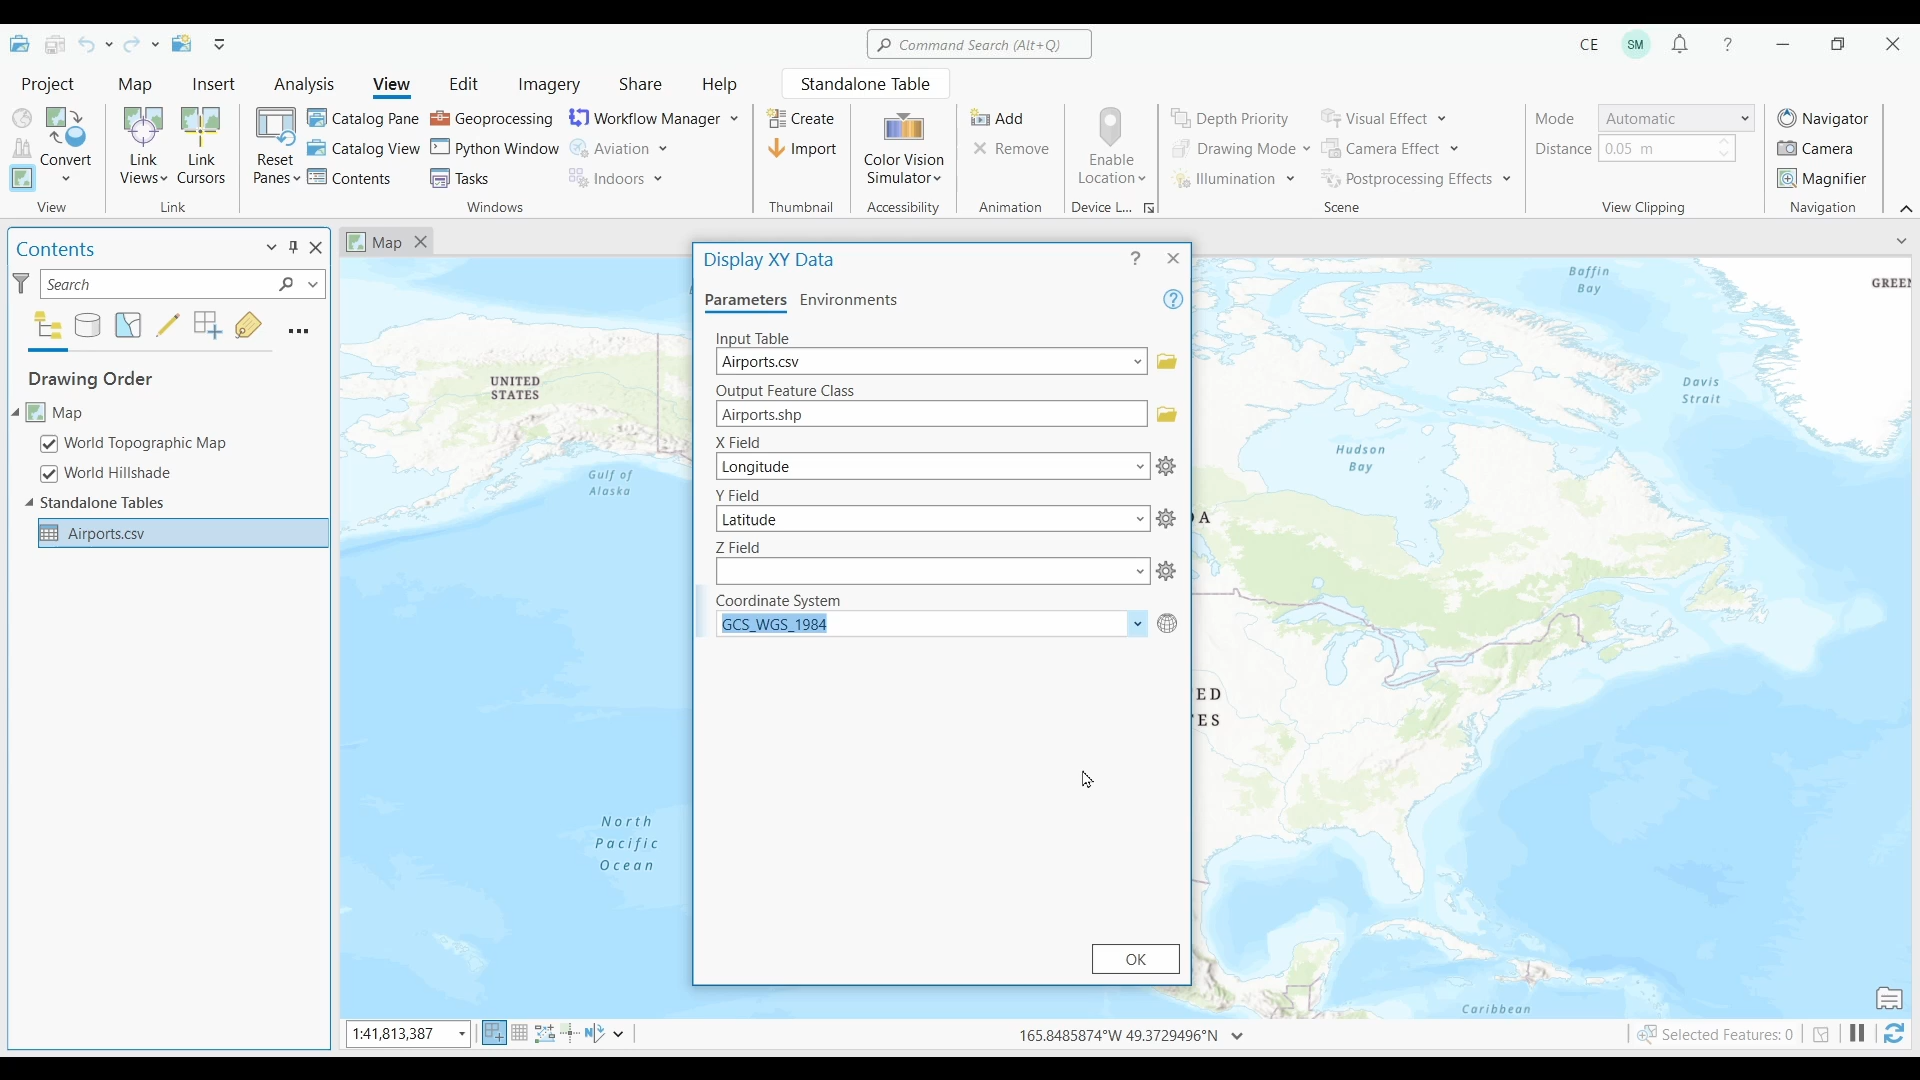 Command Search (Alt+Q)
CE
SM
?
Project
Map
Insert
Analysis
View
Edit
Imagery
Share
Help
Standalone Table
Convert
View
Link
Views
Link
Cursors
Link
Reset
Panes
Catalog Pane
Catalog View
Contents
Geoprocessing
Python Window
Tasks
Workflow Manager
Aviation
Indoors
Windows
Create
Import
Thumbnail
Color Vision
Simulator
Accessibility
Add
Remove
Animation
Enable
Location
Device L...
Depth Priority
Drawing Mode
Illumination
Visual Effect
Camera Effect
Postprocessing Effects
Scene
Mode
Automatic
Distance
0.05 m
View Clipping
Navigator
Camera
Magnifier
Navigation
Contents
Search
Drawing Order
Map
World Topographic Map
World Hillshade
Standalone Tables
Airports.csv
Map
Display XY Data
?
Parameters
Environments
?
Input Table
Airports.csv
Output Feature Class
Airports.shp
X Field
Longitude
Y Field
Latitude
Z Field
Coordinate System
GCS_WGS_1984
OK
UNITED
STATES
Gulf of
Alaska
North
Pacific
Ocean
Baffin
Bay
GREEN
Davis
Strait
Hudson
Bay
A
ED
ES
Caribbean
1:41,813,387
165.8485874°W 49.3729496°N
Selected Features: 0